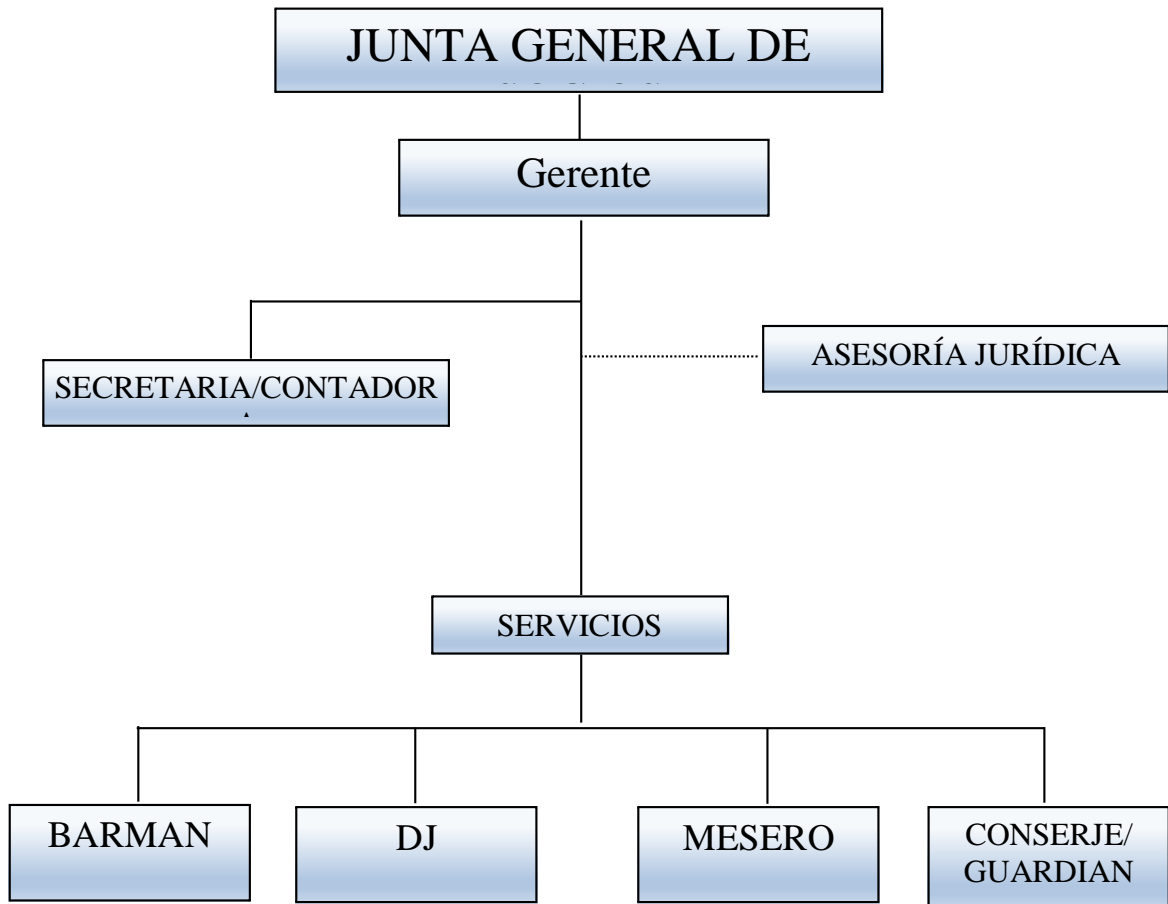 JUNTA GENERAL DE
Gerente
SECRETARIA/CONTADOR
ASESORÍA JURÍDICA
SERVICIOS
BARMAN
DJ
MESERO
CONSERJE/
GUARDIAN